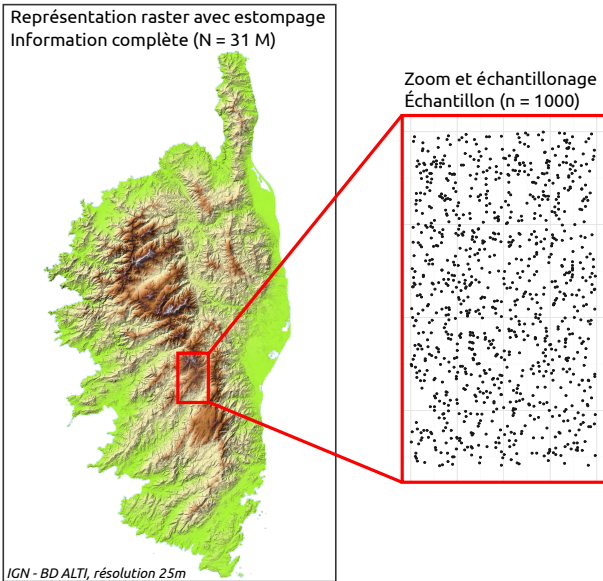 Représentation raster avec estompage
Information complète (N = 31 M)
Zoom et échantillonage
Échantillon (n = 1000)
IGN - BD ALTI, résolution 25m